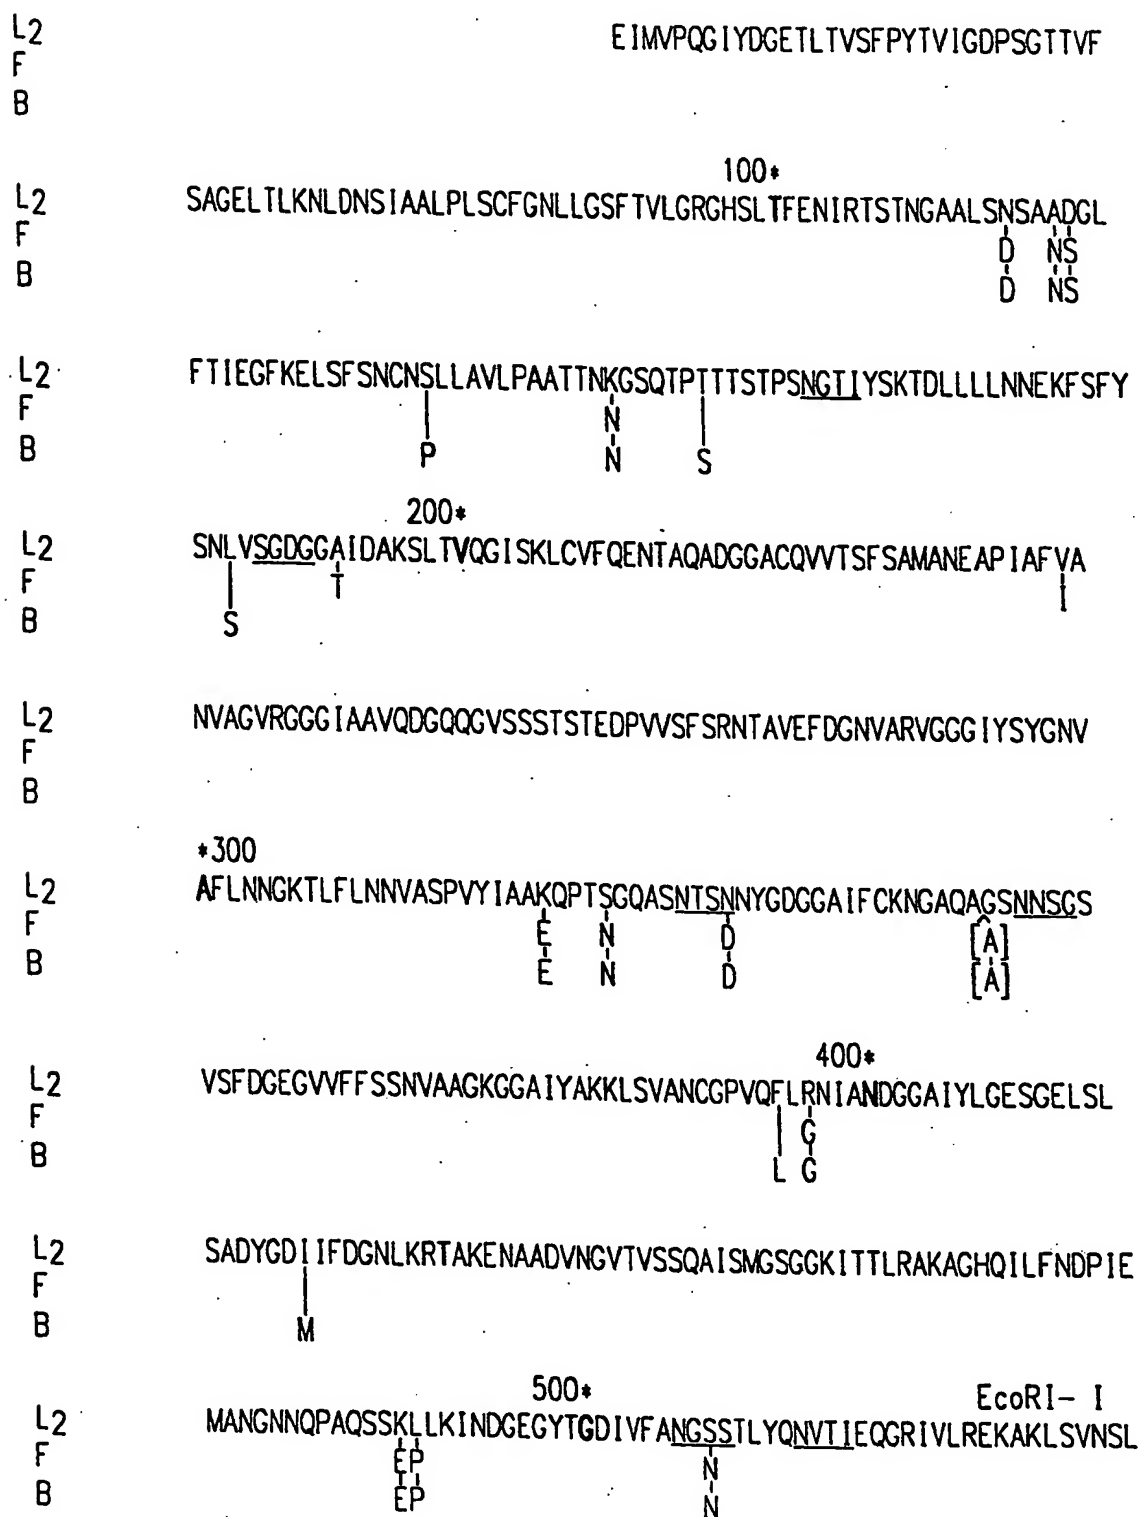 L2 EIMVPQGIYDGETLTVSFPYTVIGDPSGTTVF
F
B
100*
L2 SAGELTLKNLDNSIAALPLSCFGNLLGSFTVLGRGHSLTFENIRTSTNGAALSNSAADGL
F D NS
B D NS
L2 FTIEGFKELSFSNCNSLLAVLPAATTNKGSQTPTTTSTPSNGTIYSKTDLLLLNNEKFSFY
F N
B P N S
200*
L2 SNLVSGDGGAIDAKSLTVQGISKLCVFQENTAQADGGACQVVTSFSAMANEAPIAFVA
F T I
B S
L2 NVAGVRGGGIAAVQDGQQGVSSSTSTEDPVVSFSRNTAVEFDGNVARVGGGIYSYGNV
F
B
*300
L2 AFLNNGKTLFLNNVASPVYIAAKQPTSGQASNTSNNYGDGGAIFCKNGAQAGSNNSGS
F E N D [A]
B E N D [A]
400*
L2 VSFDGEGVVFFSSNVAAGKGGAIYAKKLSVANCGPVQFLRNIANDGGAIYLGESGELSL
F G
B L G
L2 SADYGDIIFDGNLKRTAKENAADVNGVTVSSQAISMGSGGKITTLRAKAGHQILFNDPIE
F
B M
500* EcoRI- I
L2 MANGNNQPAQSSKLLKINDGEGYTGDIVFANGSSTLYQNVTIEQGRIVLREKAKLSVNSL
F EP N
B EP N